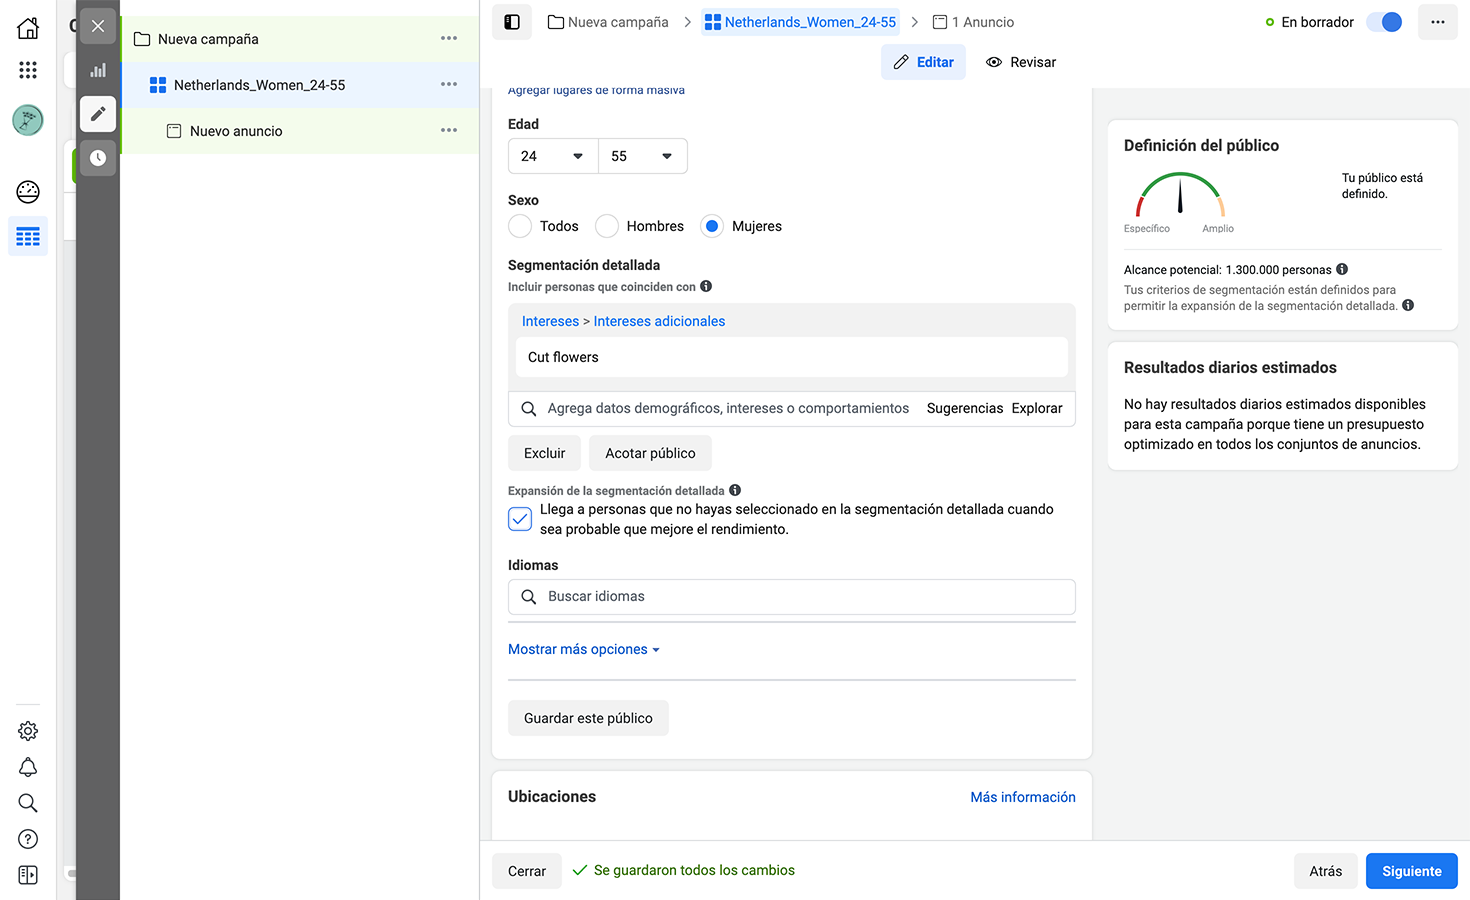 Nueva campaña
Netherlands_Women_24-55
Nuevo anuncio
Nueva campaña
Netherlands_Women_24-55
1 Anuncio
En borrador
Editar
Revisar
Agregar lugares de forma masiva
Edad
24
55
Sexo
Todos
Hombres
Mujeres
Segmentación detallada
Incluir personas que coinciden con
Intereses > Intereses adicionales
Cut flowers
Agrega datos demográficos, intereses o comportamientos
Sugerencias
Explorar
Excluir
Acotar público
Expansión de la segmentación detallada
Llega a personas que no hayas seleccionado en la segmentación detallada cuando
sea probable que mejore el rendimiento.
Idiomas
Buscar idiomas
Mostrar más opciones
Guardar este público
Ubicaciones
Más información
Cerrar
Se guardaron todos los cambios
Atrás
Siguiente
Definición del público
Tu público está
definido.
Específico
Amplio
Alcance potencial: 1.300.000 personas
Tus criterios de segmentación están definidos para
permitir la expansión de la segmentación detallada.
Resultados diarios estimados
No hay resultados diarios estimados disponibles
para esta campaña porque tiene un presupuesto
optimizado en todos los conjuntos de anuncios.